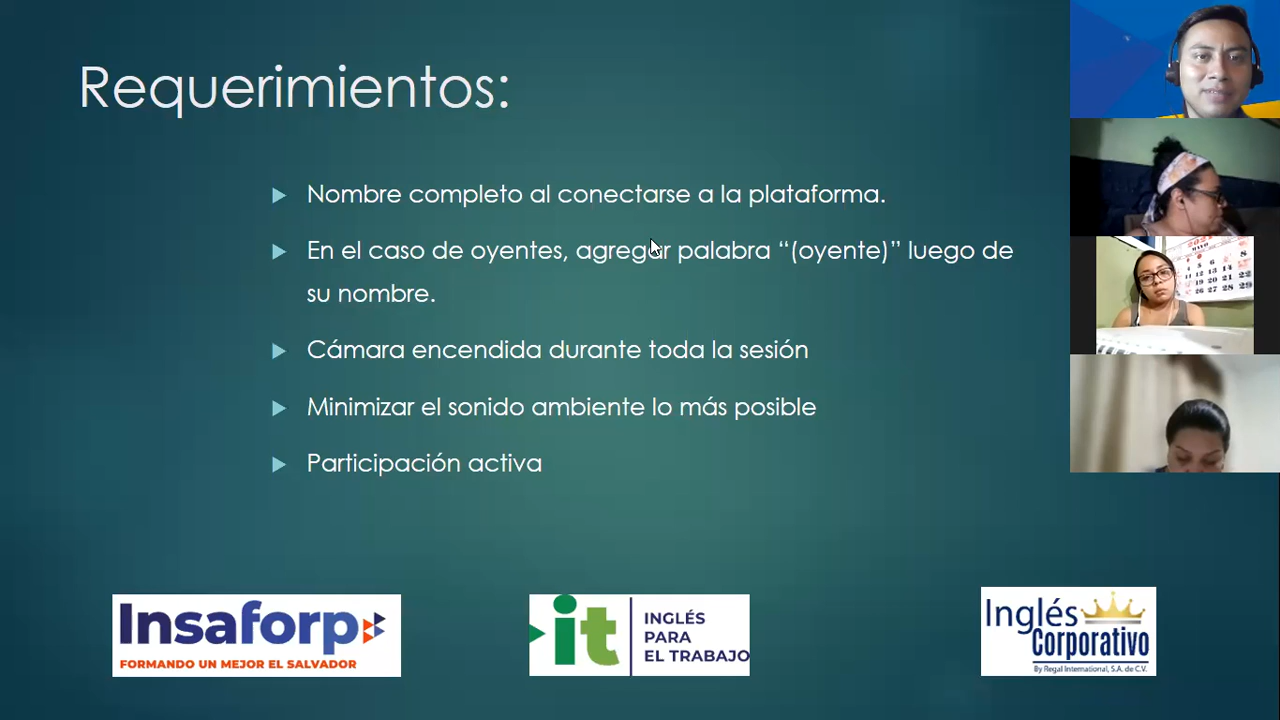 Requerimientos:
Nombre completo al conectarse a la plataforma.
En el caso de oyentes, agregar palabra “(oyente)” luego de
su nombre.
Cámara encendida durante toda la sesión
Minimizar el sonido ambiente lo más posible
Participación activa
Insaforp
FORMANDO UN MEJOR EL SALVADOR
it
INGLÉS
PARA
EL TRABAJO
Inglés
Corporativo
By Regal International, S.A. de C.V.